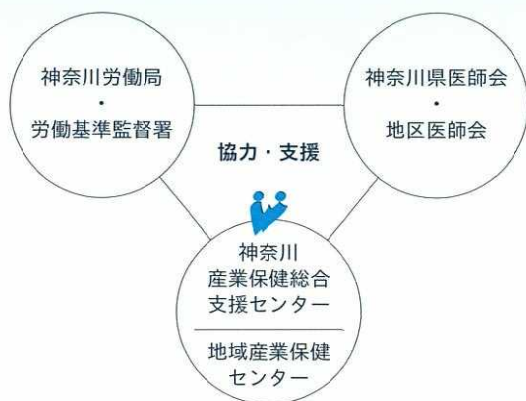 神奈川労働局
・
労働基準監督署
神奈川県医師会
・
地区医師会
協力・支援
神奈川
産業保健総合
支援センター
地域産業保健
センター